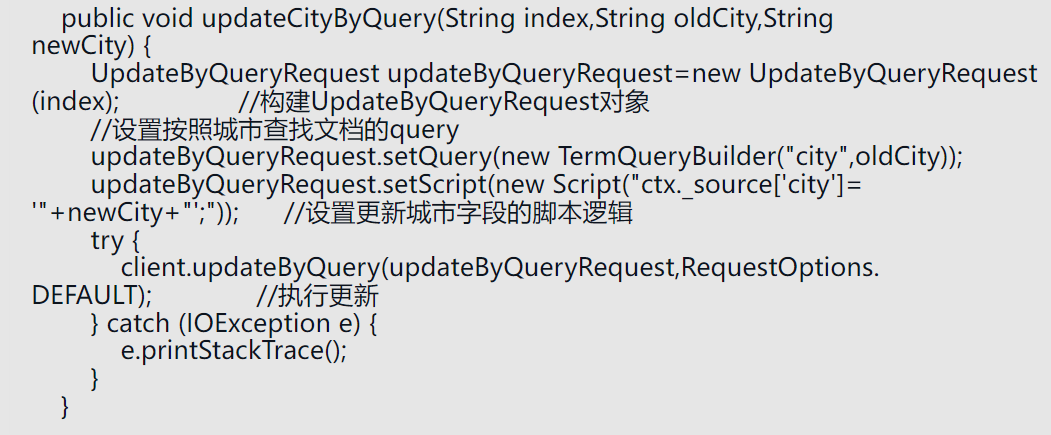 public void updateCityByQuery(String index,String oldCity,String
newCity) {
UpdateByQueryRequest updateByQueryRequest=new UpdateByQueryRequest
(index); //构建UpdateByQueryRequest对象
//设置按照城市查找文档的query
updateByQueryRequest.setQuery(new TermQueryBuilder("city",oldCity));
updateByQueryRequest.setScript(new Script("ctx._source['city']=
'"+newCity+"';")); //设置更新城市字段的脚本逻辑
try {
client.updateByQuery(updateByQueryRequest,RequestOptions.
DEFAULT); //执行更新
} catch (IOException e) {
e.printStackTrace();
}
}